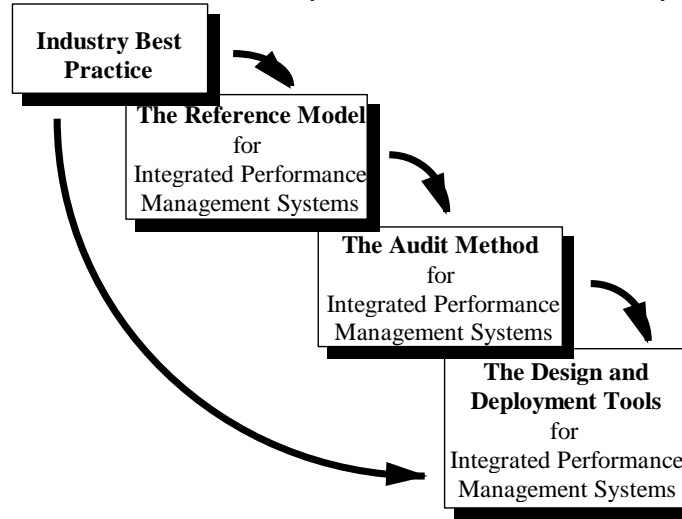 Industry Best
Practice
The Reference Model
for
Integrated Performance
Management Systems
The Audit Method
for
Integrated Performance
Management Systems
The Design and
Deployment Tools
for
Integrated Performance
Management Systems